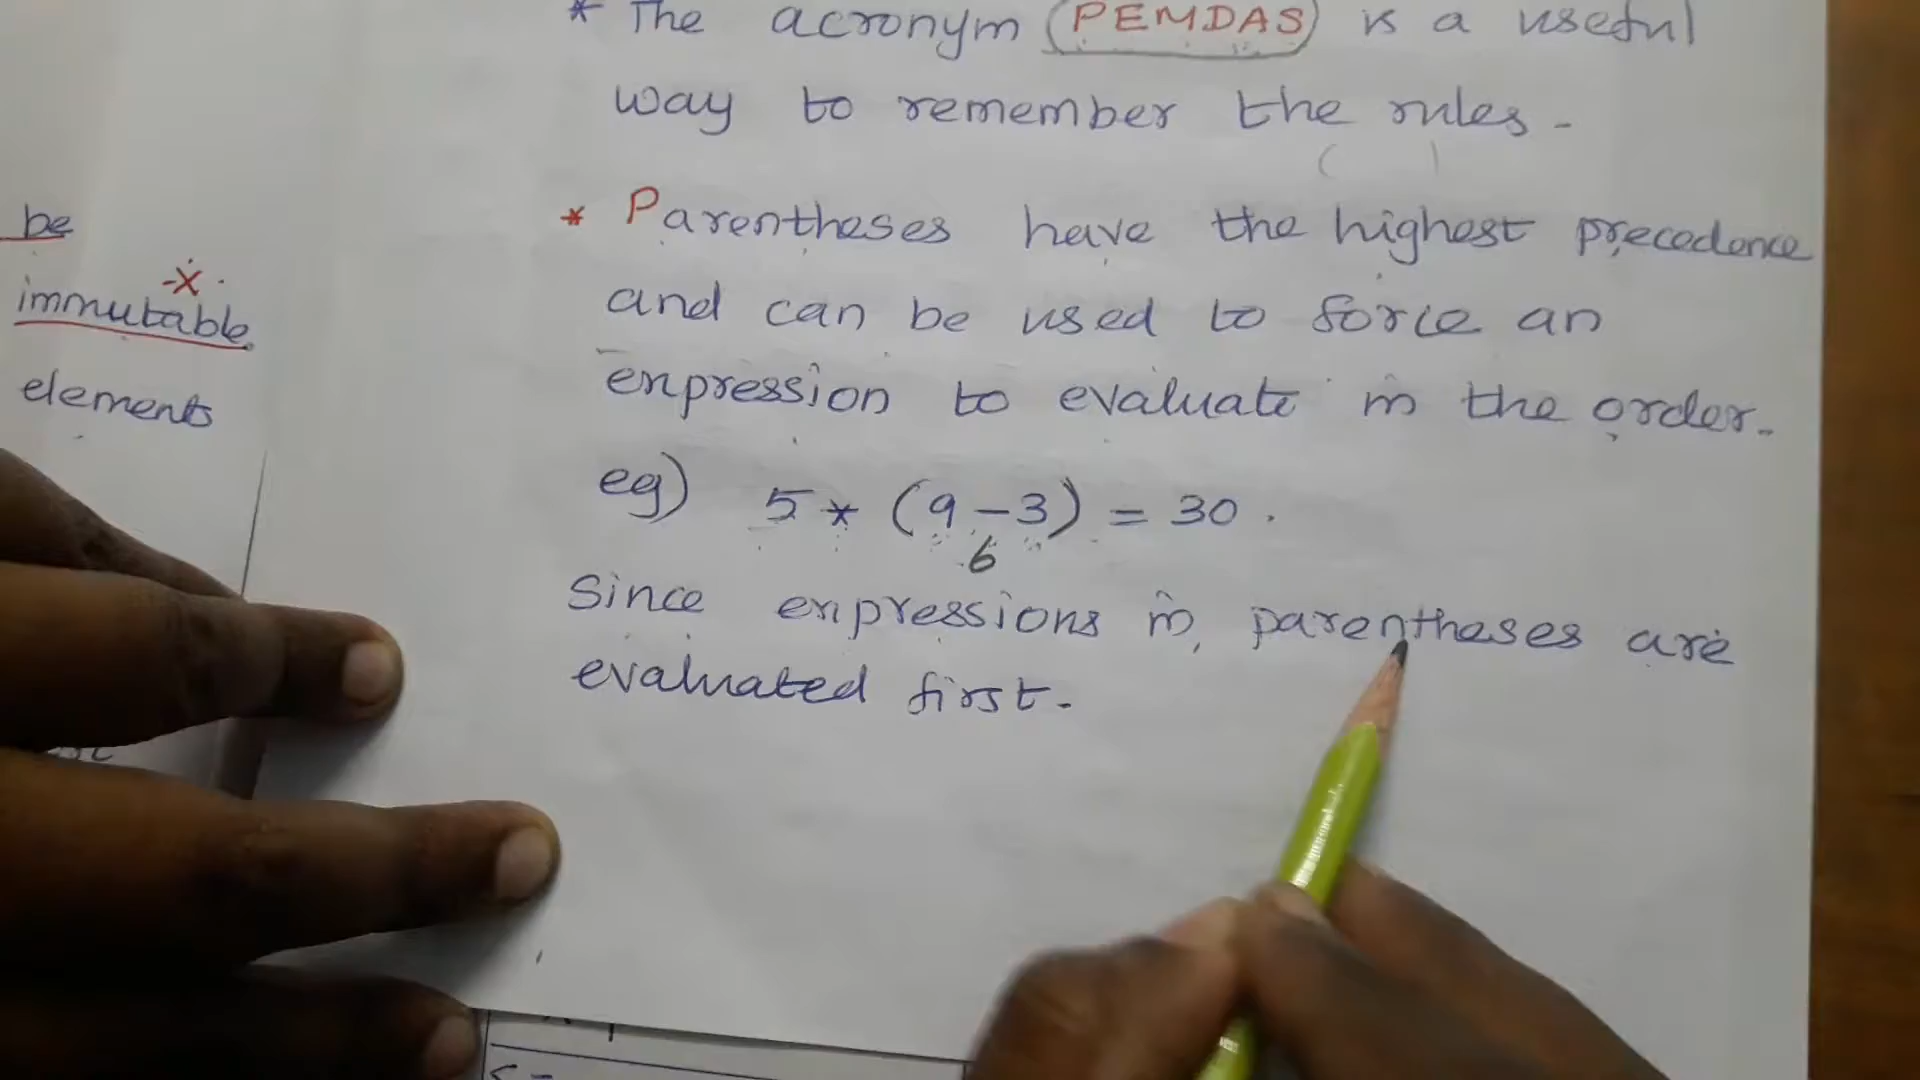 * The acronym (PEMDAS) is a useful
way to remember the rules.
( )
* Parentheses have the highest precedence
and can be used to force an
expression to evaluate in the order.
eg) 5 * (9 - 3) = 30.
6
Since expressions in parentheses are
evaluated first.
be
-x.
immutable
elements